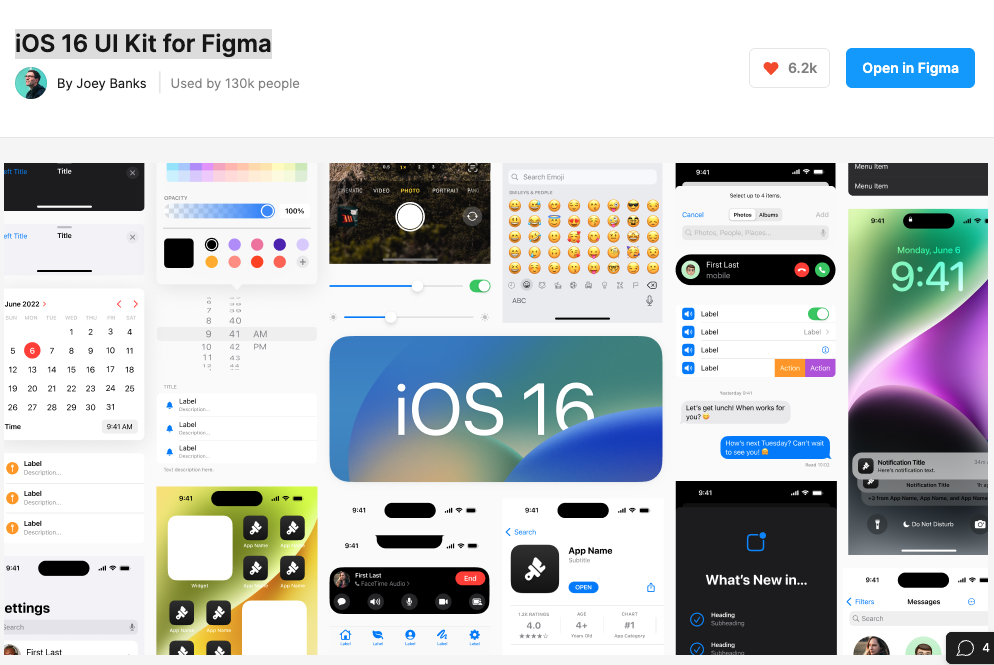 iOS 16 UI Kit for Figma
By Joey Banks
Used by 130k people
6.2k
Open in Figma
eft Title
Title
eft Title
Title
June 2022
SUN MON TUE WED THU FRI SAT
1 2 3 4
5 6 7 8 9 10 11
12 13 14 15 16 17 18
19 20 21 22 23 24 25
26 27 28 29 30 31
Time
9:41 AM
Label
Description...
Label
Description...
Label
Description...
9:41
ettings
Search
First Last
OPACITY
100%
7
8 40
9 41 AM
10 42 PM
11 43
12 44
TITLE
Label
Description...
Label
Description...
Label
Description...
Text description here.
9:41
Widget
App Name
App Name
App Name
App Name
App Name
App Name
VIDEO
PHOTO
PORTRAIT
Search Emoji
SMILEYS & PEOPLE
ABC
iOS 16
9:41
9:41
First Last
FaceTime Audio
End
Label
Label
Label
Label
Label
9:41
Search
App Name
Subtitle
OPEN
1.2K RATINGS
4.0
AGE
4+
Years Old
CHART
#1
App Category
9:41
Select up to 4 items.
Cancel
Photos
Albums
Add
Photos, People, Places...
First Last
mobile
Label
Label
Label
Label
Label
Action
Action
Yesterday 9:41
Let's get lunch! When works for
you?
How's next Tuesday? Can't wait
to see you!
9:41
What's New in...
Heading
Subheading
Heading
Subheading
Menu Item
Menu Item
9:41
Monday, June 6
9:41
Notification Title
Here's notification text.
Notification Title
+2 from App Name, App Name, and App Name
Do Not Disturb
9:41
Filters
Messages
Search
4